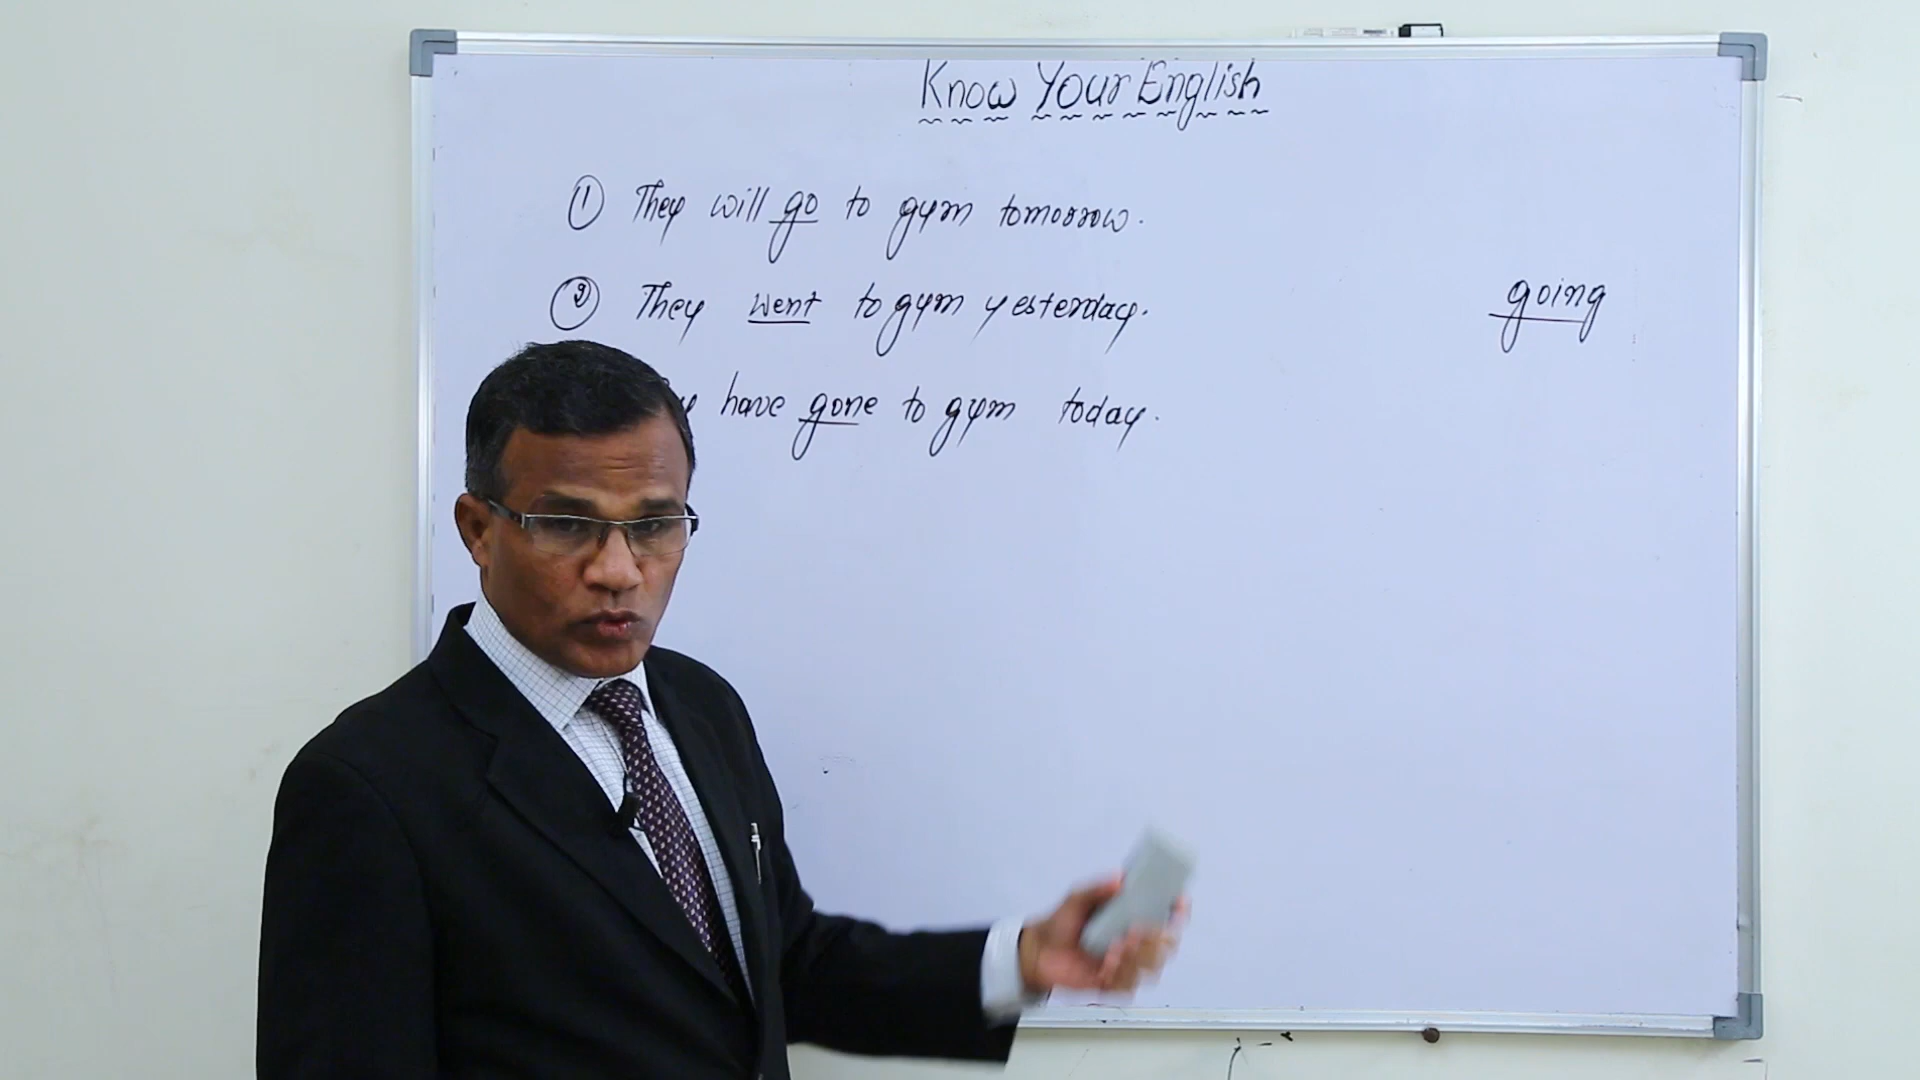 Know Your English
① They will go to gym tomorrow.
② They went to gym yesterday.
going
y have gone to gym today.